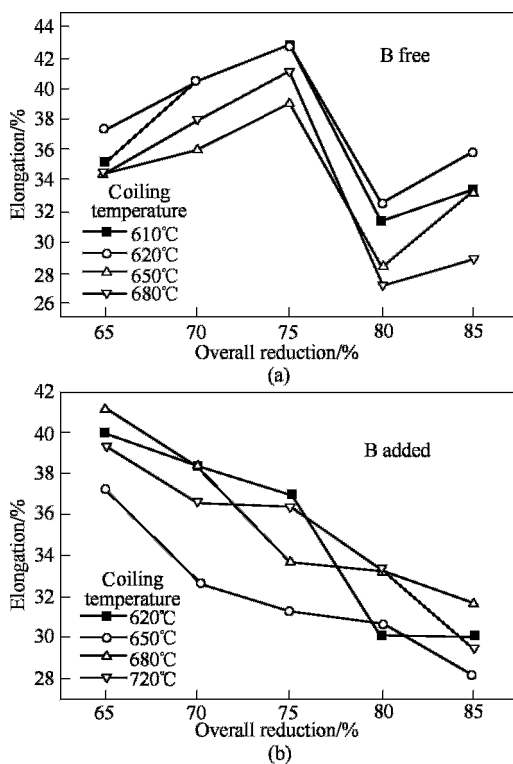 44
42
40
38
36
34
32
30
28
26
Elongation/%
B free
Coiling
temperature
610℃
620℃
650℃
680℃
65 70 75 80 85
Overall reduction/%
(a)
42
40
38
36
34
32
30
28
Elongation/%
B added
Coiling
temperature
620℃
650℃
680℃
720℃
65 70 75 80 85
Overall reduction/%
(b)